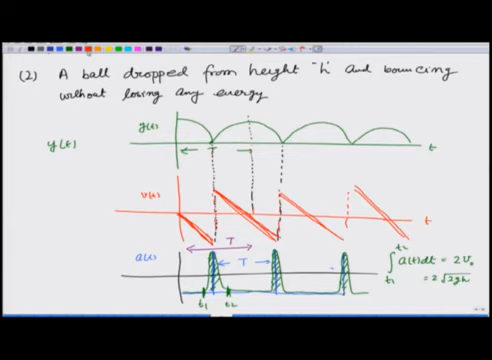 (2) A ball dropped from height "h" and bouncing
without losing any energy
y(t)
y(t)
t
T
v(t)
t
T
a(t)
T
t1
t2
∫ t1 t2 a(t)dt = 2v₀
= 2√2gh